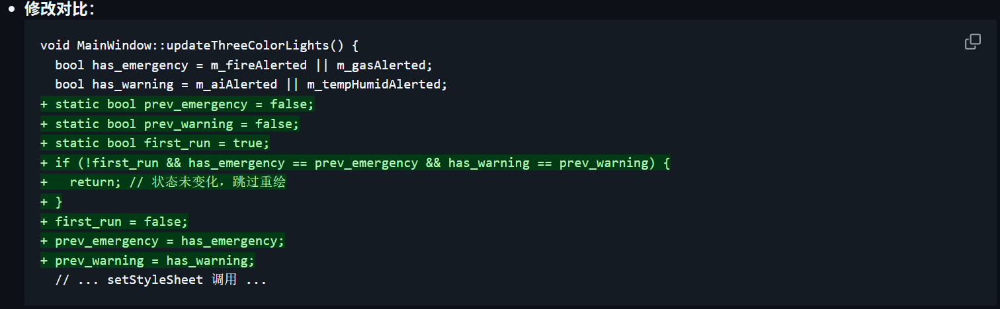 • 修改对比：
void MainWindow::updateThreeColorLights() {
  bool has_emergency = m_fireAlerted || m_gasAlerted;
  bool has_warning = m_aiAlerted || m_tempHumidAlerted;
+ static bool prev_emergency = false;
+ static bool prev_warning = false;
+ static bool first_run = true;
+ if (!first_run && has_emergency == prev_emergency && has_warning == prev_warning) {
+   return; // 状态未变化，跳过重绘
+ }
+ first_run = false;
+ prev_emergency = has_emergency;
+ prev_warning = has_warning;
  // ... setStyleSheet 调用 ...